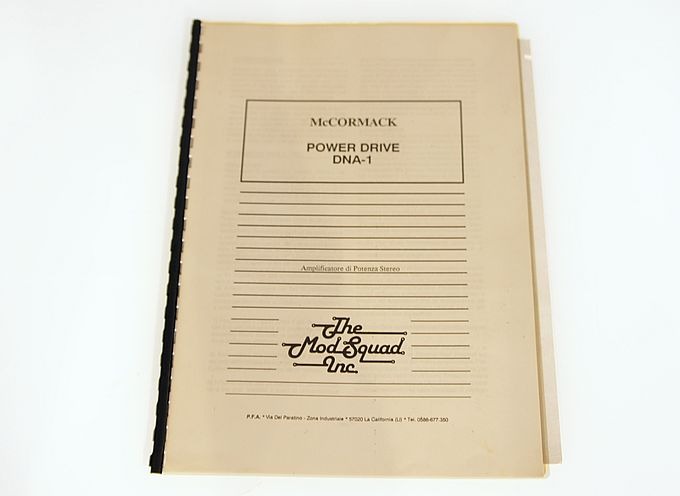 McCORMACK
POWER DRIVE
DNA-1
Amplificatore di Potenza Stereo
The
Mod Squad
Inc.
P.F.A. * Via Del Paratino - Zona Industriale * 57020 La California (LI) * Tel. 0586-677-350